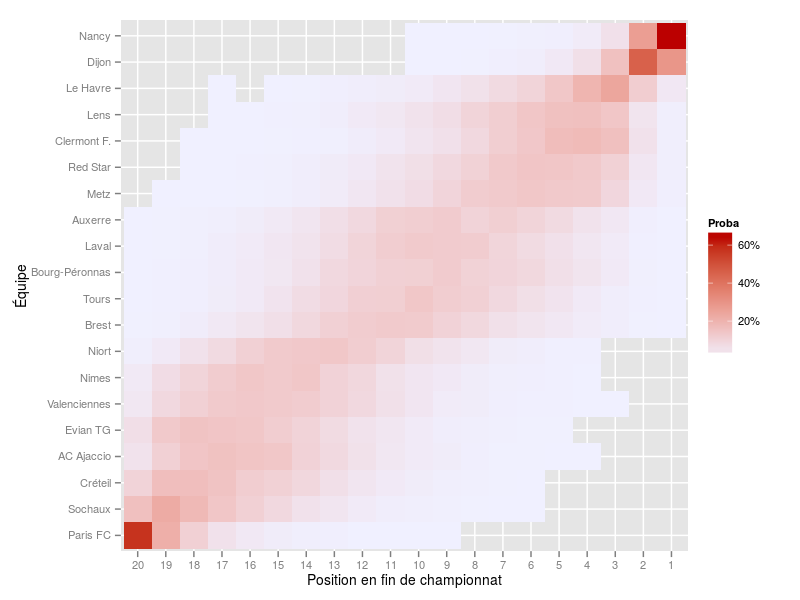 Nancy
Dijon
Le Havre
Lens
Clermont F.
Red Star
Metz
Auxerre
Laval
Bourg-Péronnas
Tours
Brest
Niort
Nimes
Valenciennes
Evian TG
AC Ajaccio
Créteil
Sochaux
Paris FC
Équipe
20 19 18 17 16 15 14 13 12 11 10 9 8 7 6 5 4 3 2 1
Position en fin de championnat
Proba
60%
40%
20%